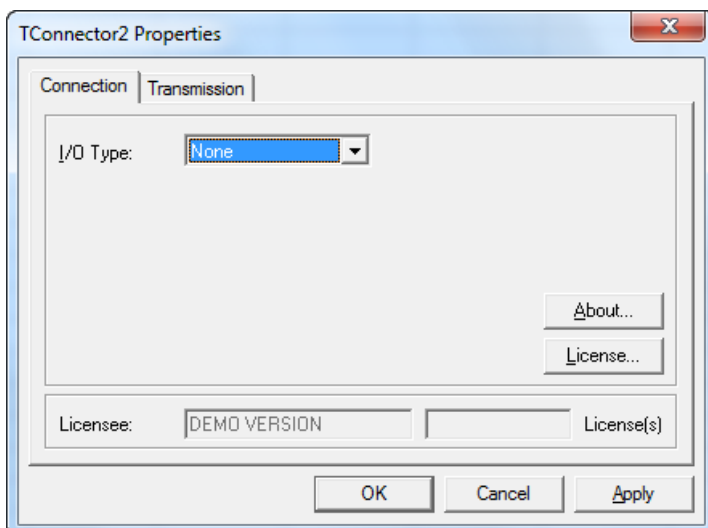 TConnector2 Properties
Connection Transmission
I/O Type: None
About...
License...
Licensee: DEMO VERSION License(s)
OK Cancel Apply